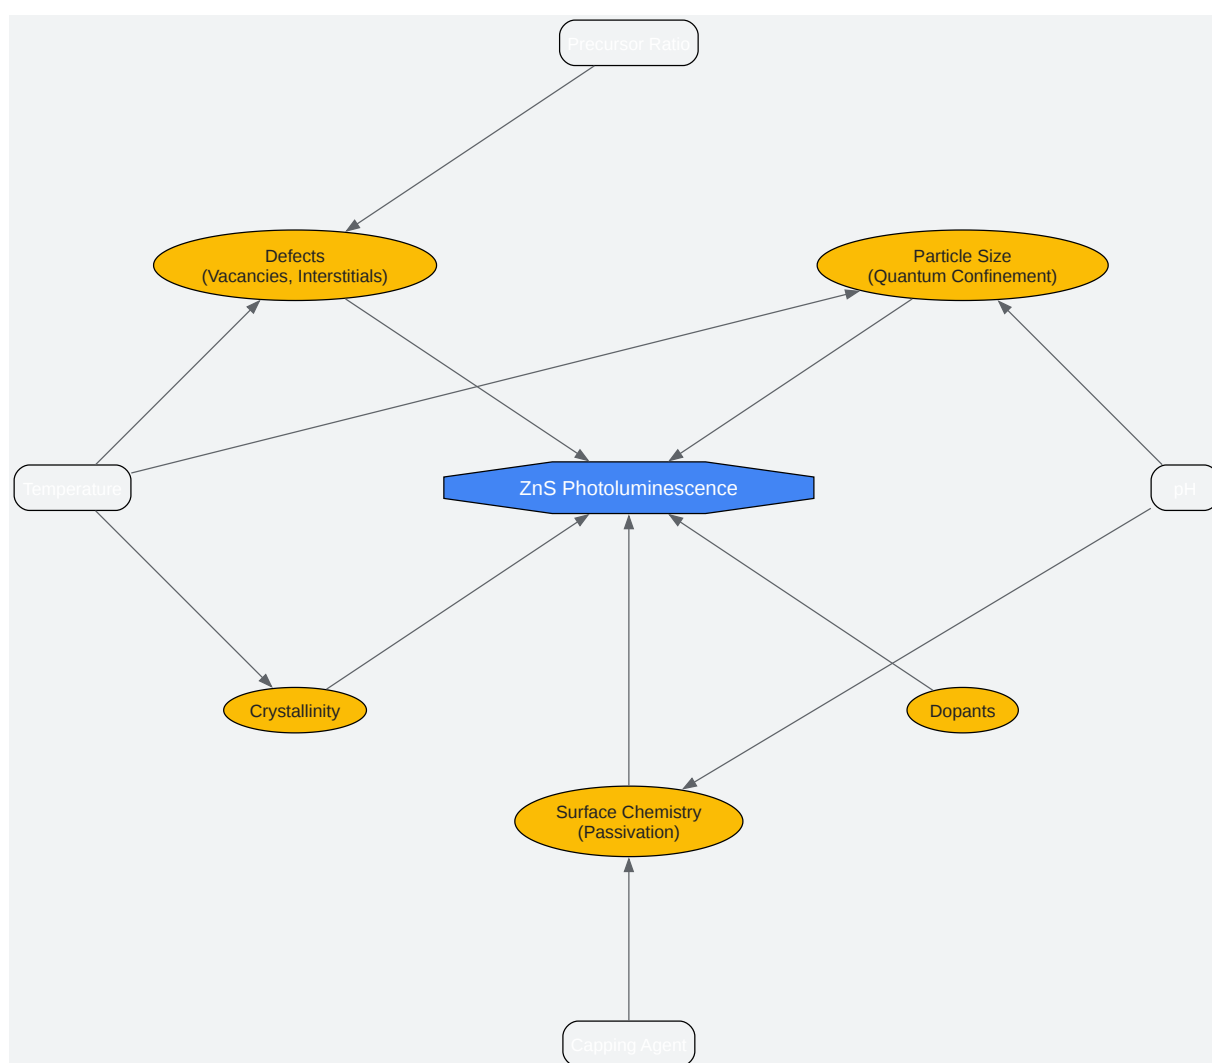 Precursor Ratio
Defects
(Vacancies, Interstitials)
Particle Size
(Quantum Confinement)
Temperature
ZnS Photoluminescence
pH
Crystallinity
Dopants
Surface Chemistry
(Passivation)
Capping Agent